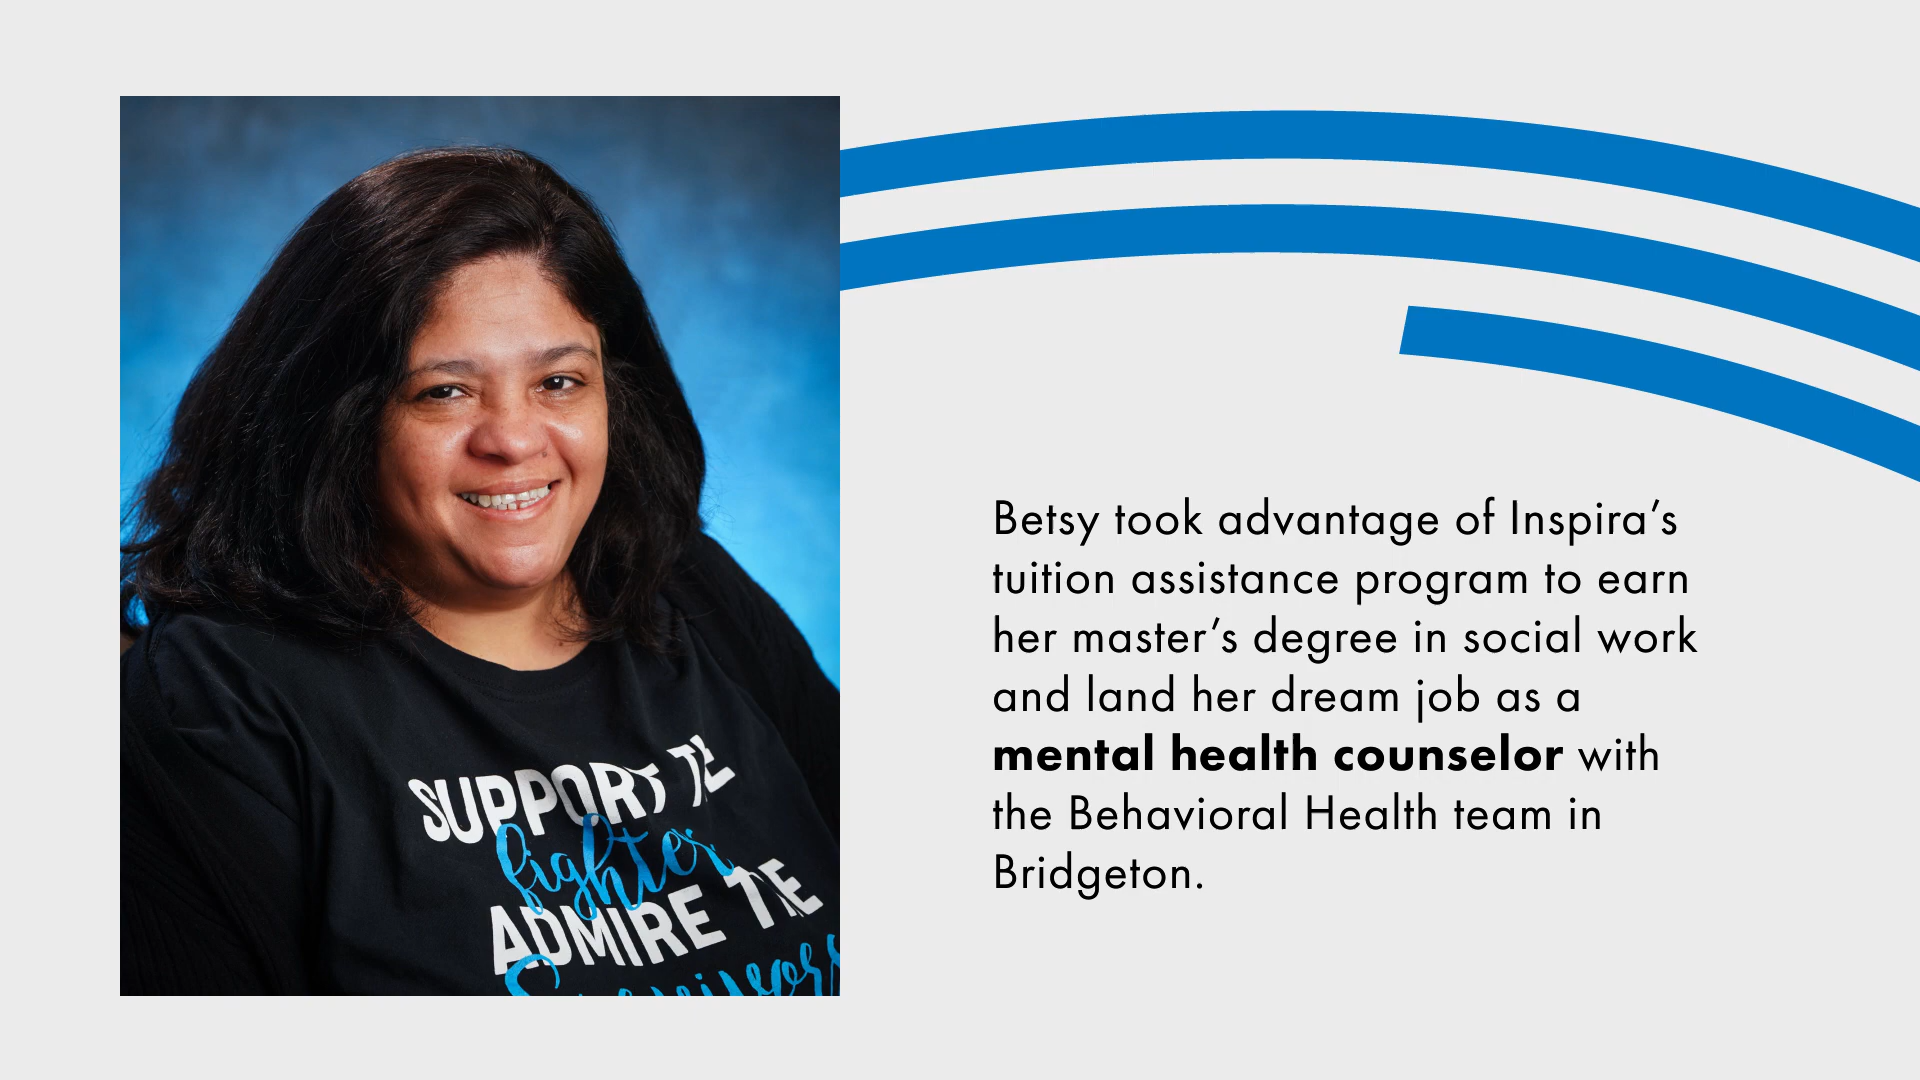 SUPPORT THE
fighter
ADMIRE THE
Survivors
Betsy took advantage of Inspira’s
tuition assistance program to earn
her master’s degree in social work
and land her dream job as a
mental health counselor with
the Behavioral Health team in
Bridgeton.